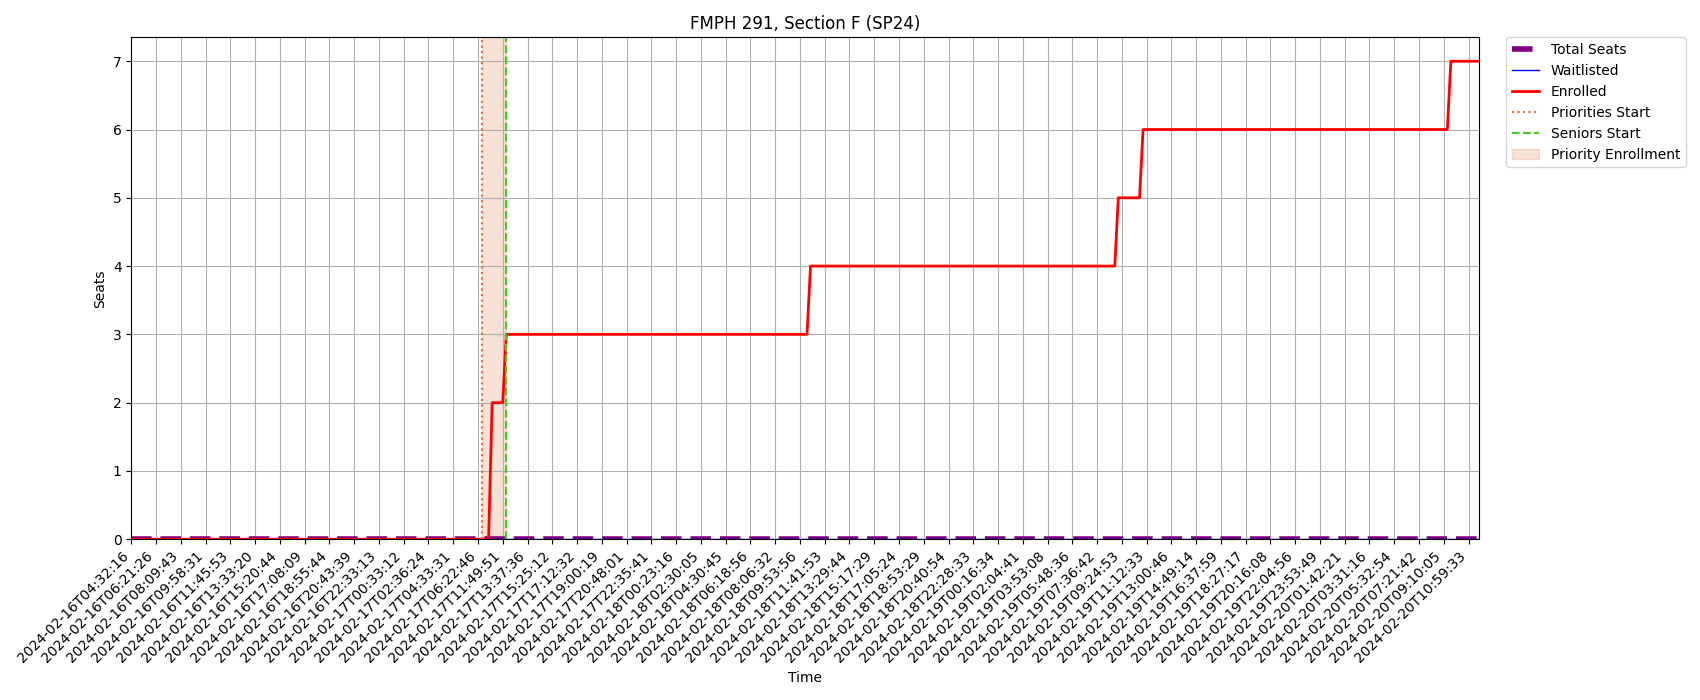 FMPH 291, Section F (SP24)
Total Seats
Waitlisted
Enrolled
Priorities Start
Seniors Start
Priority Enrollment
Seats
7
6
5
4
3
2
1
0
2024-02-16T04:32:16
2024-02-16T06:21:26
2024-02-16T08:09:43
2024-02-16T09:58:31
2024-02-16T11:45:53
2024-02-16T13:33:20
2024-02-16T15:20:44
2024-02-16T17:08:09
2024-02-16T18:55:44
2024-02-16T20:43:39
2024-02-16T22:33:13
2024-02-17T00:33:12
2024-02-17T02:36:24
2024-02-17T04:33:31
2024-02-17T06:22:46
2024-02-17T11:49:51
2024-02-17T13:37:36
2024-02-17T15:25:12
2024-02-17T17:12:32
2024-02-17T19:00:19
2024-02-17T20:48:01
2024-02-17T22:35:41
2024-02-18T00:23:16
2024-02-18T02:30:05
2024-02-18T04:30:45
2024-02-18T06:18:56
2024-02-18T08:06:32
2024-02-18T09:53:56
2024-02-18T11:41:53
2024-02-18T13:29:44
2024-02-18T15:17:29
2024-02-18T17:05:24
2024-02-18T18:53:29
2024-02-18T20:40:54
2024-02-18T22:28:33
2024-02-19T00:16:34
2024-02-19T02:04:41
2024-02-19T03:53:08
2024-02-19T05:48:36
2024-02-19T07:36:42
2024-02-19T09:24:53
2024-02-19T11:12:33
2024-02-19T13:00:46
2024-02-19T14:49:14
2024-02-19T16:37:59
2024-02-19T18:27:17
2024-02-19T20:16:08
2024-02-19T22:04:56
2024-02-19T23:53:49
2024-02-20T01:42:21
2024-02-20T03:31:16
2024-02-20T05:32:54
2024-02-20T07:21:42
2024-02-20T09:10:05
2024-02-20T10:59:33
Time